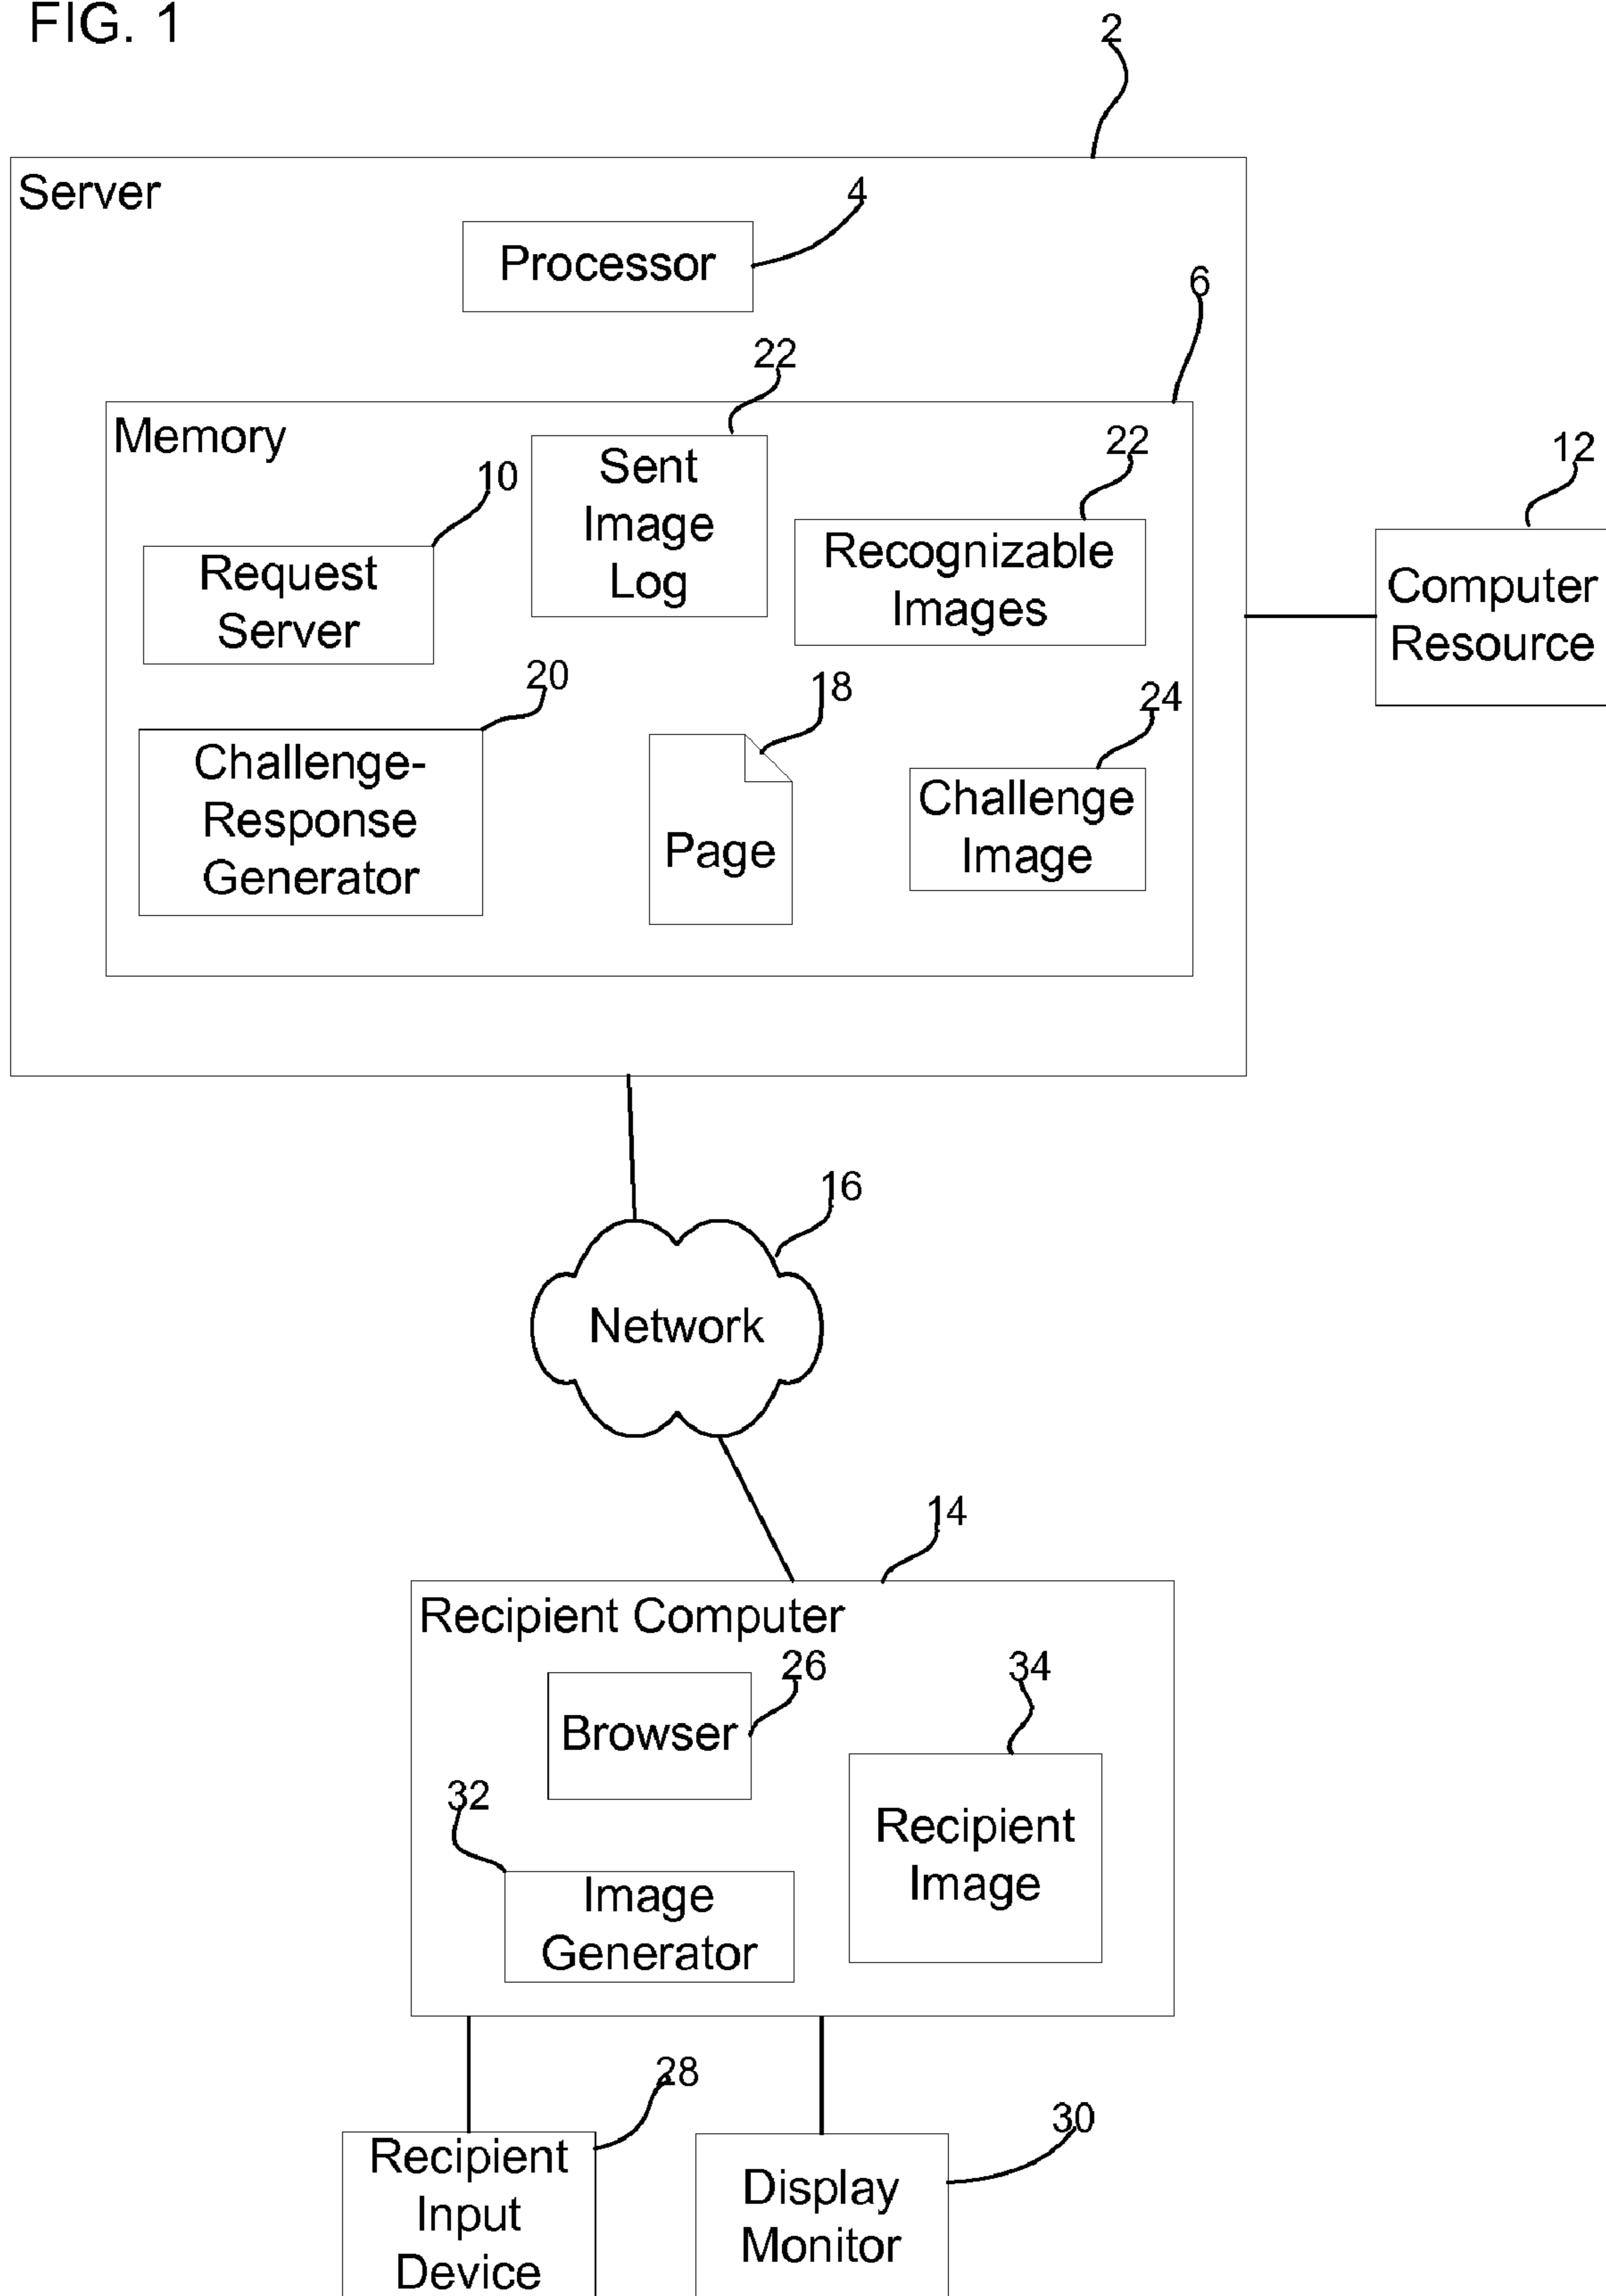 FIG. 1
2
Server
4
Processor
6
22
Memory
Sent
Image
Log
22
Recognizable
Images
10
Request
Server
12
Computer
Resource
20
Challenge-
Response
Generator
18
Page
24
Challenge
Image
16
Network
14
Recipient Computer
26
Browser
34
Recipient
Image
32
Image
Generator
28
Recipient
Input
Device
30
Display
Monitor